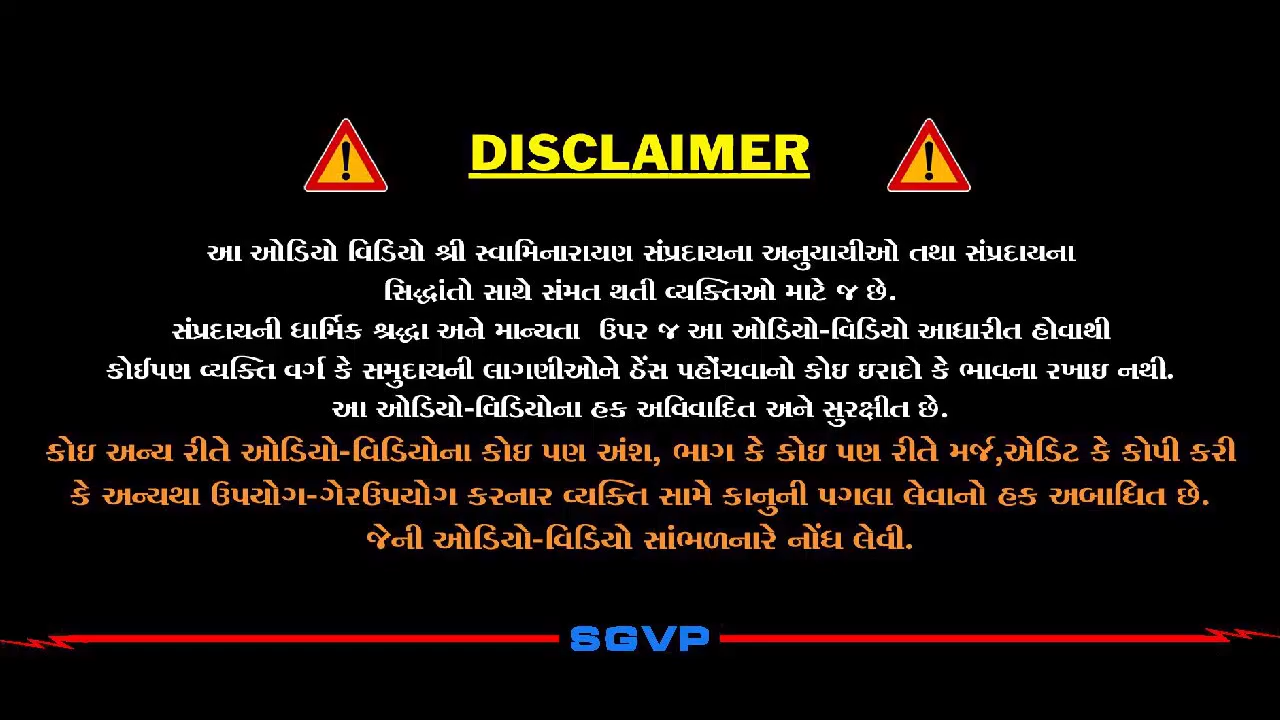 DISCLAIMER
આ ઓડિયો વિડિયો શ્રી સ્વામિનારાયણ સંપ્રદાયના અનુયાયીઓ તથા સંપ્રદાયના
સિદ્ધાંતો સાથે સંમત થતી વ્યક્તિઓ માટે જ છે.
સંપ્રદાયની ધાર્મિક શ્રદ્ધા અને માન્યતા ઉપર જ આ ઓડિયો-વિડિયો આધારીત હોવાથી
કોઈપણ વ્યક્તિ વર્ગ કે સમુદાયની લાગણીઓને ઠેંસ પહોંચવાનો કોઇ ઇરાદો કે ભાવના રખાઇ નથી.
આ ઓડિયો-વિડિયોના હક અવિવાદિત અને સુરક્ષીત છે.
કોઇ અન્ય રીતે ઓડિયો-વિડિયોના કોઇ પણ અંશ, ભાગ કે કોઇ પણ રીતે મર્જ,એડિટ કે કોપી કરી
કે અન્યથા ઉપયોગ-ગેરઉપયોગ કરનાર વ્યક્તિ સામે કાનુની પગલા લેવાનો હક અબાધિત છે.
જેની ઓડિયો-વિડિયો સાંભળનારે નોંધ લેવી.
SGVP